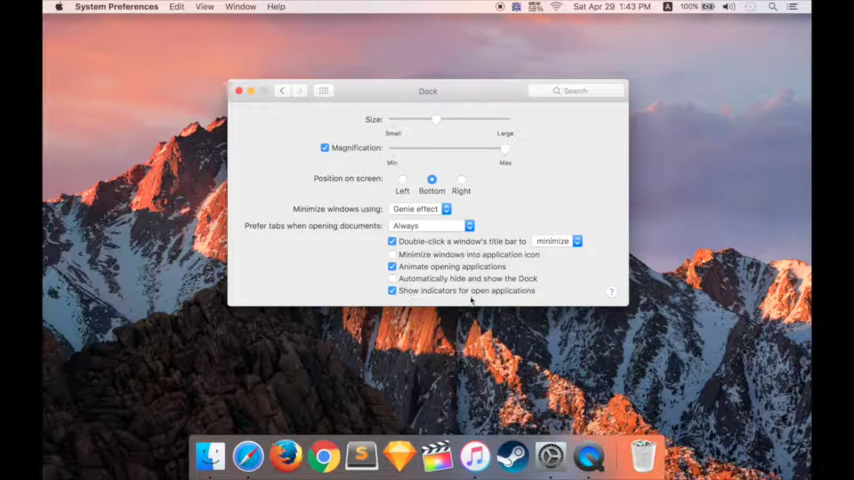 System Preferences Edit View Window Help
MEM 58% Sat Apr 29 1:43 PM A 100%
Dock
Search
Size:
Small Large
Magnification:
Min Max
Position on screen:
Left Bottom Right
Minimize windows using: Genie effect
Prefer tabs when opening documents: Always
Double-click a window's title bar to minimize
Minimize windows into application icon
Animate opening applications
Automatically hide and show the Dock
Show indicators for open applications
?
S